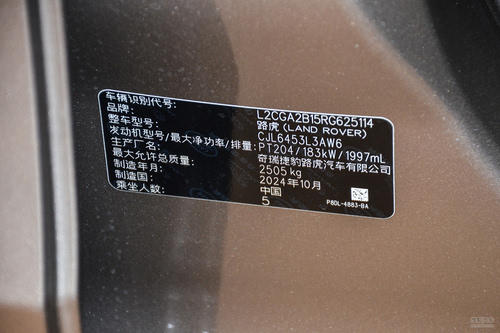 车辆识别代号: L2CGA2B15RG625114
品牌: 路虎(LAND ROVER)
整车型号: CJL6453L3AW6
发动机型号/最大净功率/排量: PT204/183kW/1997mL
生产厂名: 奇瑞捷豹路虎汽车有限公司
最大允许总质量: 2505kg
制造年月: 2024年10月
制造国: 中国
乘坐人数: 5
P8DL-4883-BA